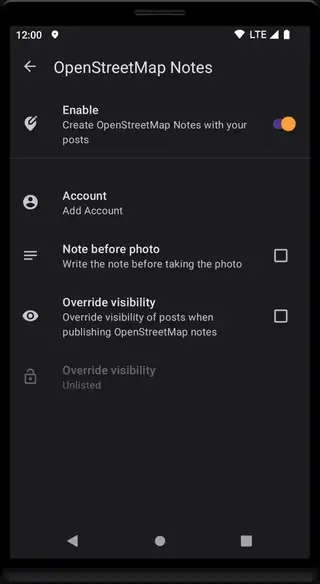 12:00
LTE
OpenStreetMap Notes
Enable
Create OpenStreetMap Notes with your
posts
Account
Add Account
Note before photo
Write the note before taking the photo
Override visibility
Override visibility of posts when
publishing OpenStreetMap notes
Override visibility
Unlisted